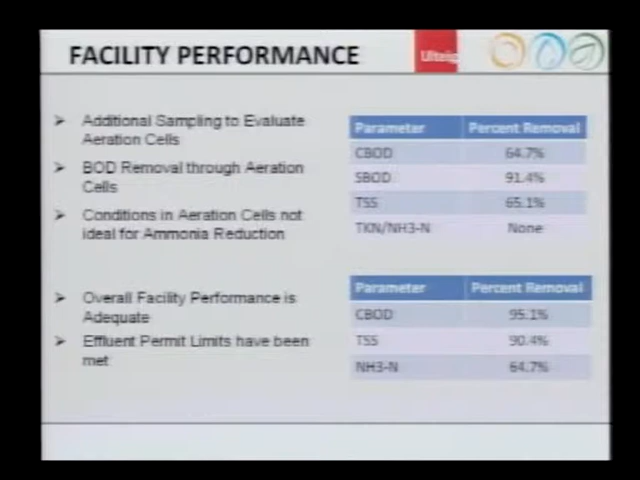 FACILITY PERFORMANCE
Ulteig
➢ Additional Sampling to Evaluate
Aeration Cells
➢ BOD Removal through Aeration
Cells
➢ Conditions in Aeration Cells not
ideal for Ammonia Reduction
Parameter Percent Removal
CBOD 64.7%
SBOD 91.4%
TSS 65.1%
TKN/NH3-N None
➢ Overall Facility Performance is
Adequate
➢ Effluent Permit Limits have been
met
Parameter Percent Removal
CBOD 95.1%
TSS 90.4%
NH3-N 64.7%